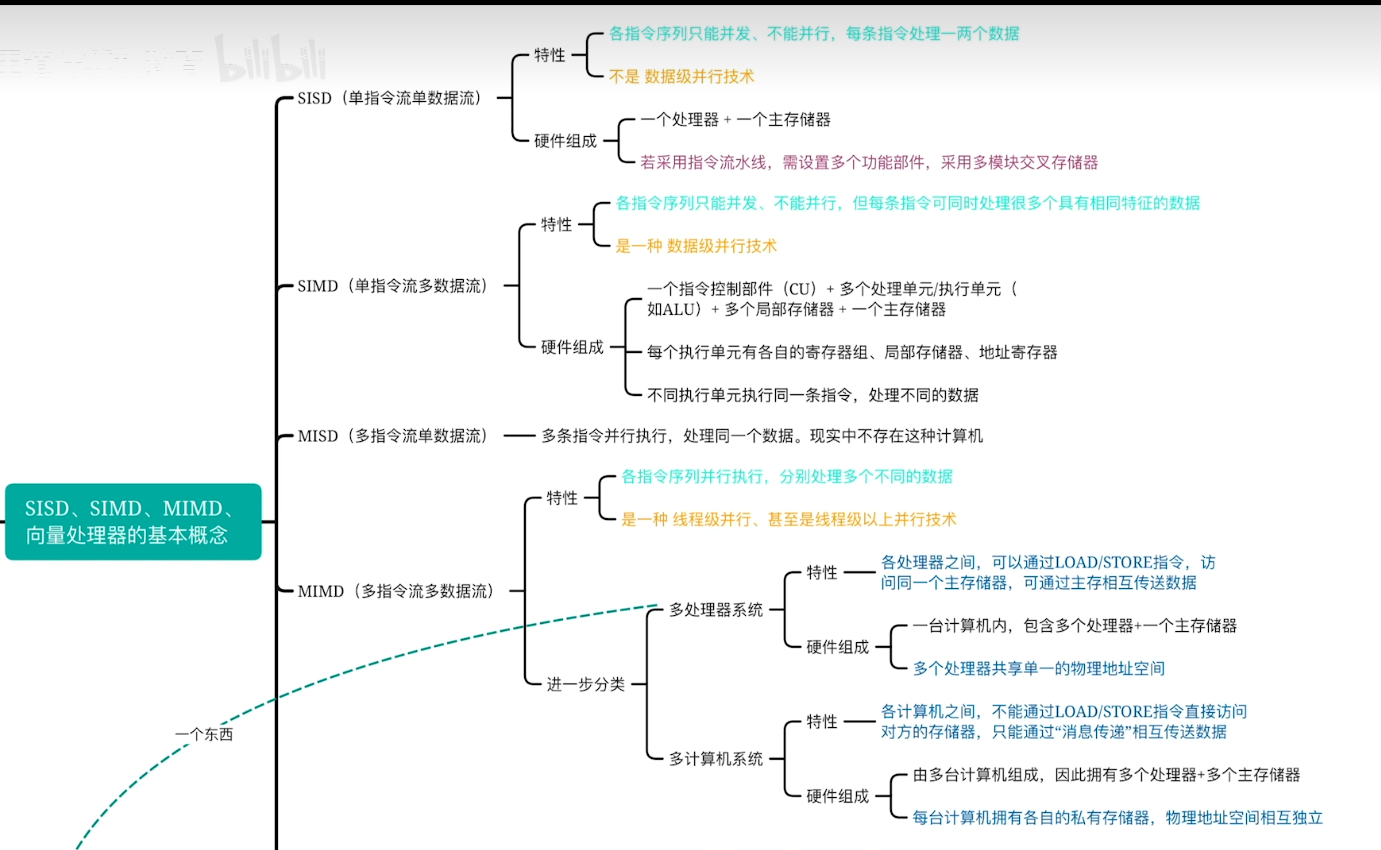 bilibili
各指令序列只能并发、不能并行，每条指令处理一两个数据
特性
不是 数据级并行技术
SISD（单指令流单数据流）
一个处理器 + 一个主存储器
硬件组成
若采用指令流水线，需设置多个功能部件，采用多模块交叉存储器
各指令序列只能并发、不能并行，但每条指令可同时处理很多个具有相同特征的数据
特性
是一种 数据级并行技术
SIMD（单指令流多数据流）
一个指令控制部件（CU）+ 多个处理单元/执行单元（
如ALU）+ 多个局部存储器 + 一个主存储器
硬件组成
每个执行单元有各自的寄存器组、局部存储器、地址寄存器
不同执行单元执行同一条指令，处理不同的数据
MISD（多指令流单数据流）
多条指令并行执行，处理同一个数据。现实中不存在这种计算机
各指令序列并行执行，分别处理多个不同的数据
特性
是一种 线程级并行、甚至是线程级以上并行技术
SISD、SIMD、MIMD、
向量处理器的基本概念
MIMD（多指令流多数据流）
各处理器之间，可以通过LOAD/STORE指令，访
问同一个主存储器，可通过主存相互传送数据
特性
多处理器系统
一台计算机内，包含多个处理器+一个主存储器
硬件组成
多个处理器共享单一的物理地址空间
进一步分类
各计算机之间，不能通过LOAD/STORE指令直接访问
对方的存储器，只能通过“消息传递”相互传送数据
特性
一个东西
多计算机系统
由多台计算机组成，因此拥有多个处理器+多个主存储器
硬件组成
每台计算机拥有各自的私有存储器，物理地址空间相互独立